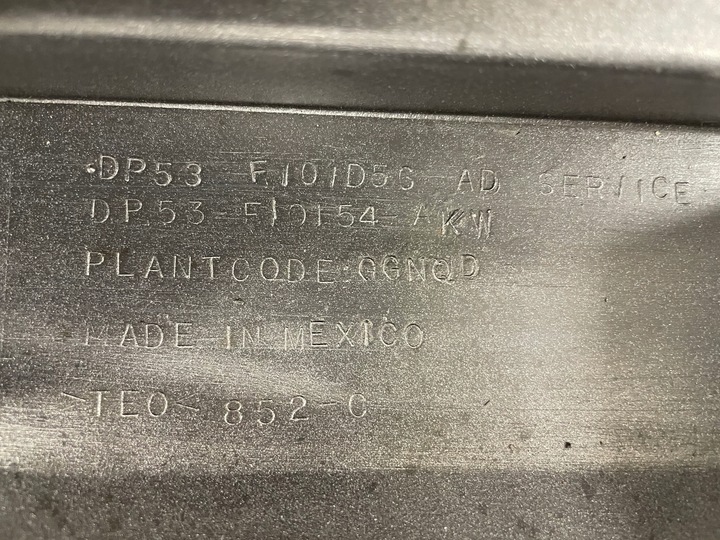 DP53 F101D56 AD SERVICE
DP53-F10154-AKW
PLANTCODE:GGNQD
MADE IN MEXICO
>TEO< 852-C